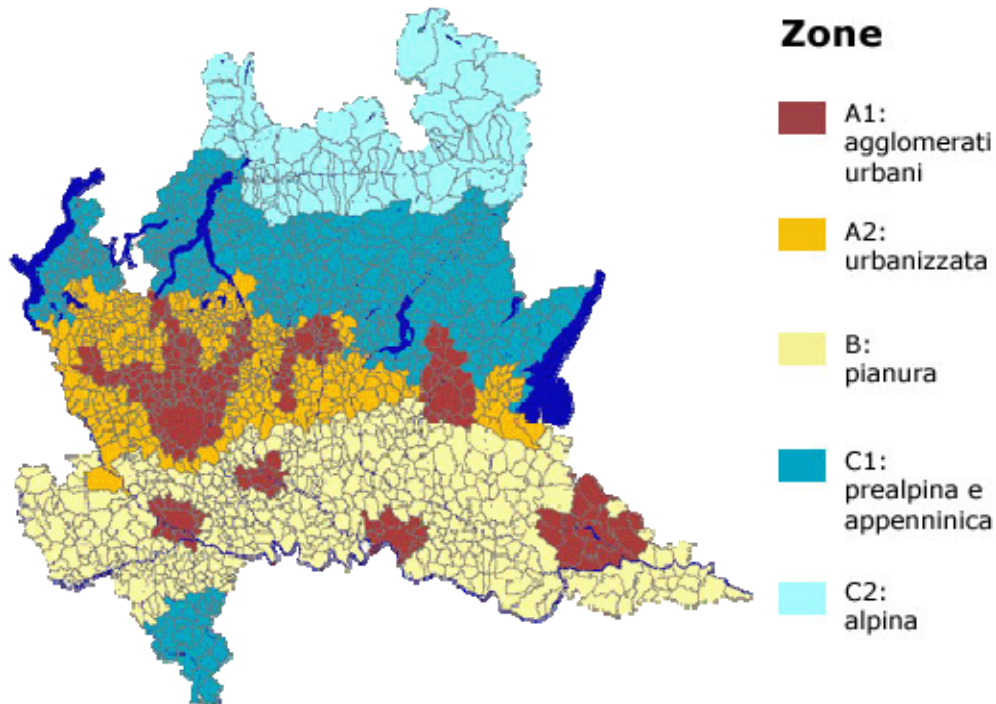 Zone
A1:
agglomerati
urbani
A2:
urbanizzata
B:
pianura
C1:
prealpina e
appenninica
C2:
alpina